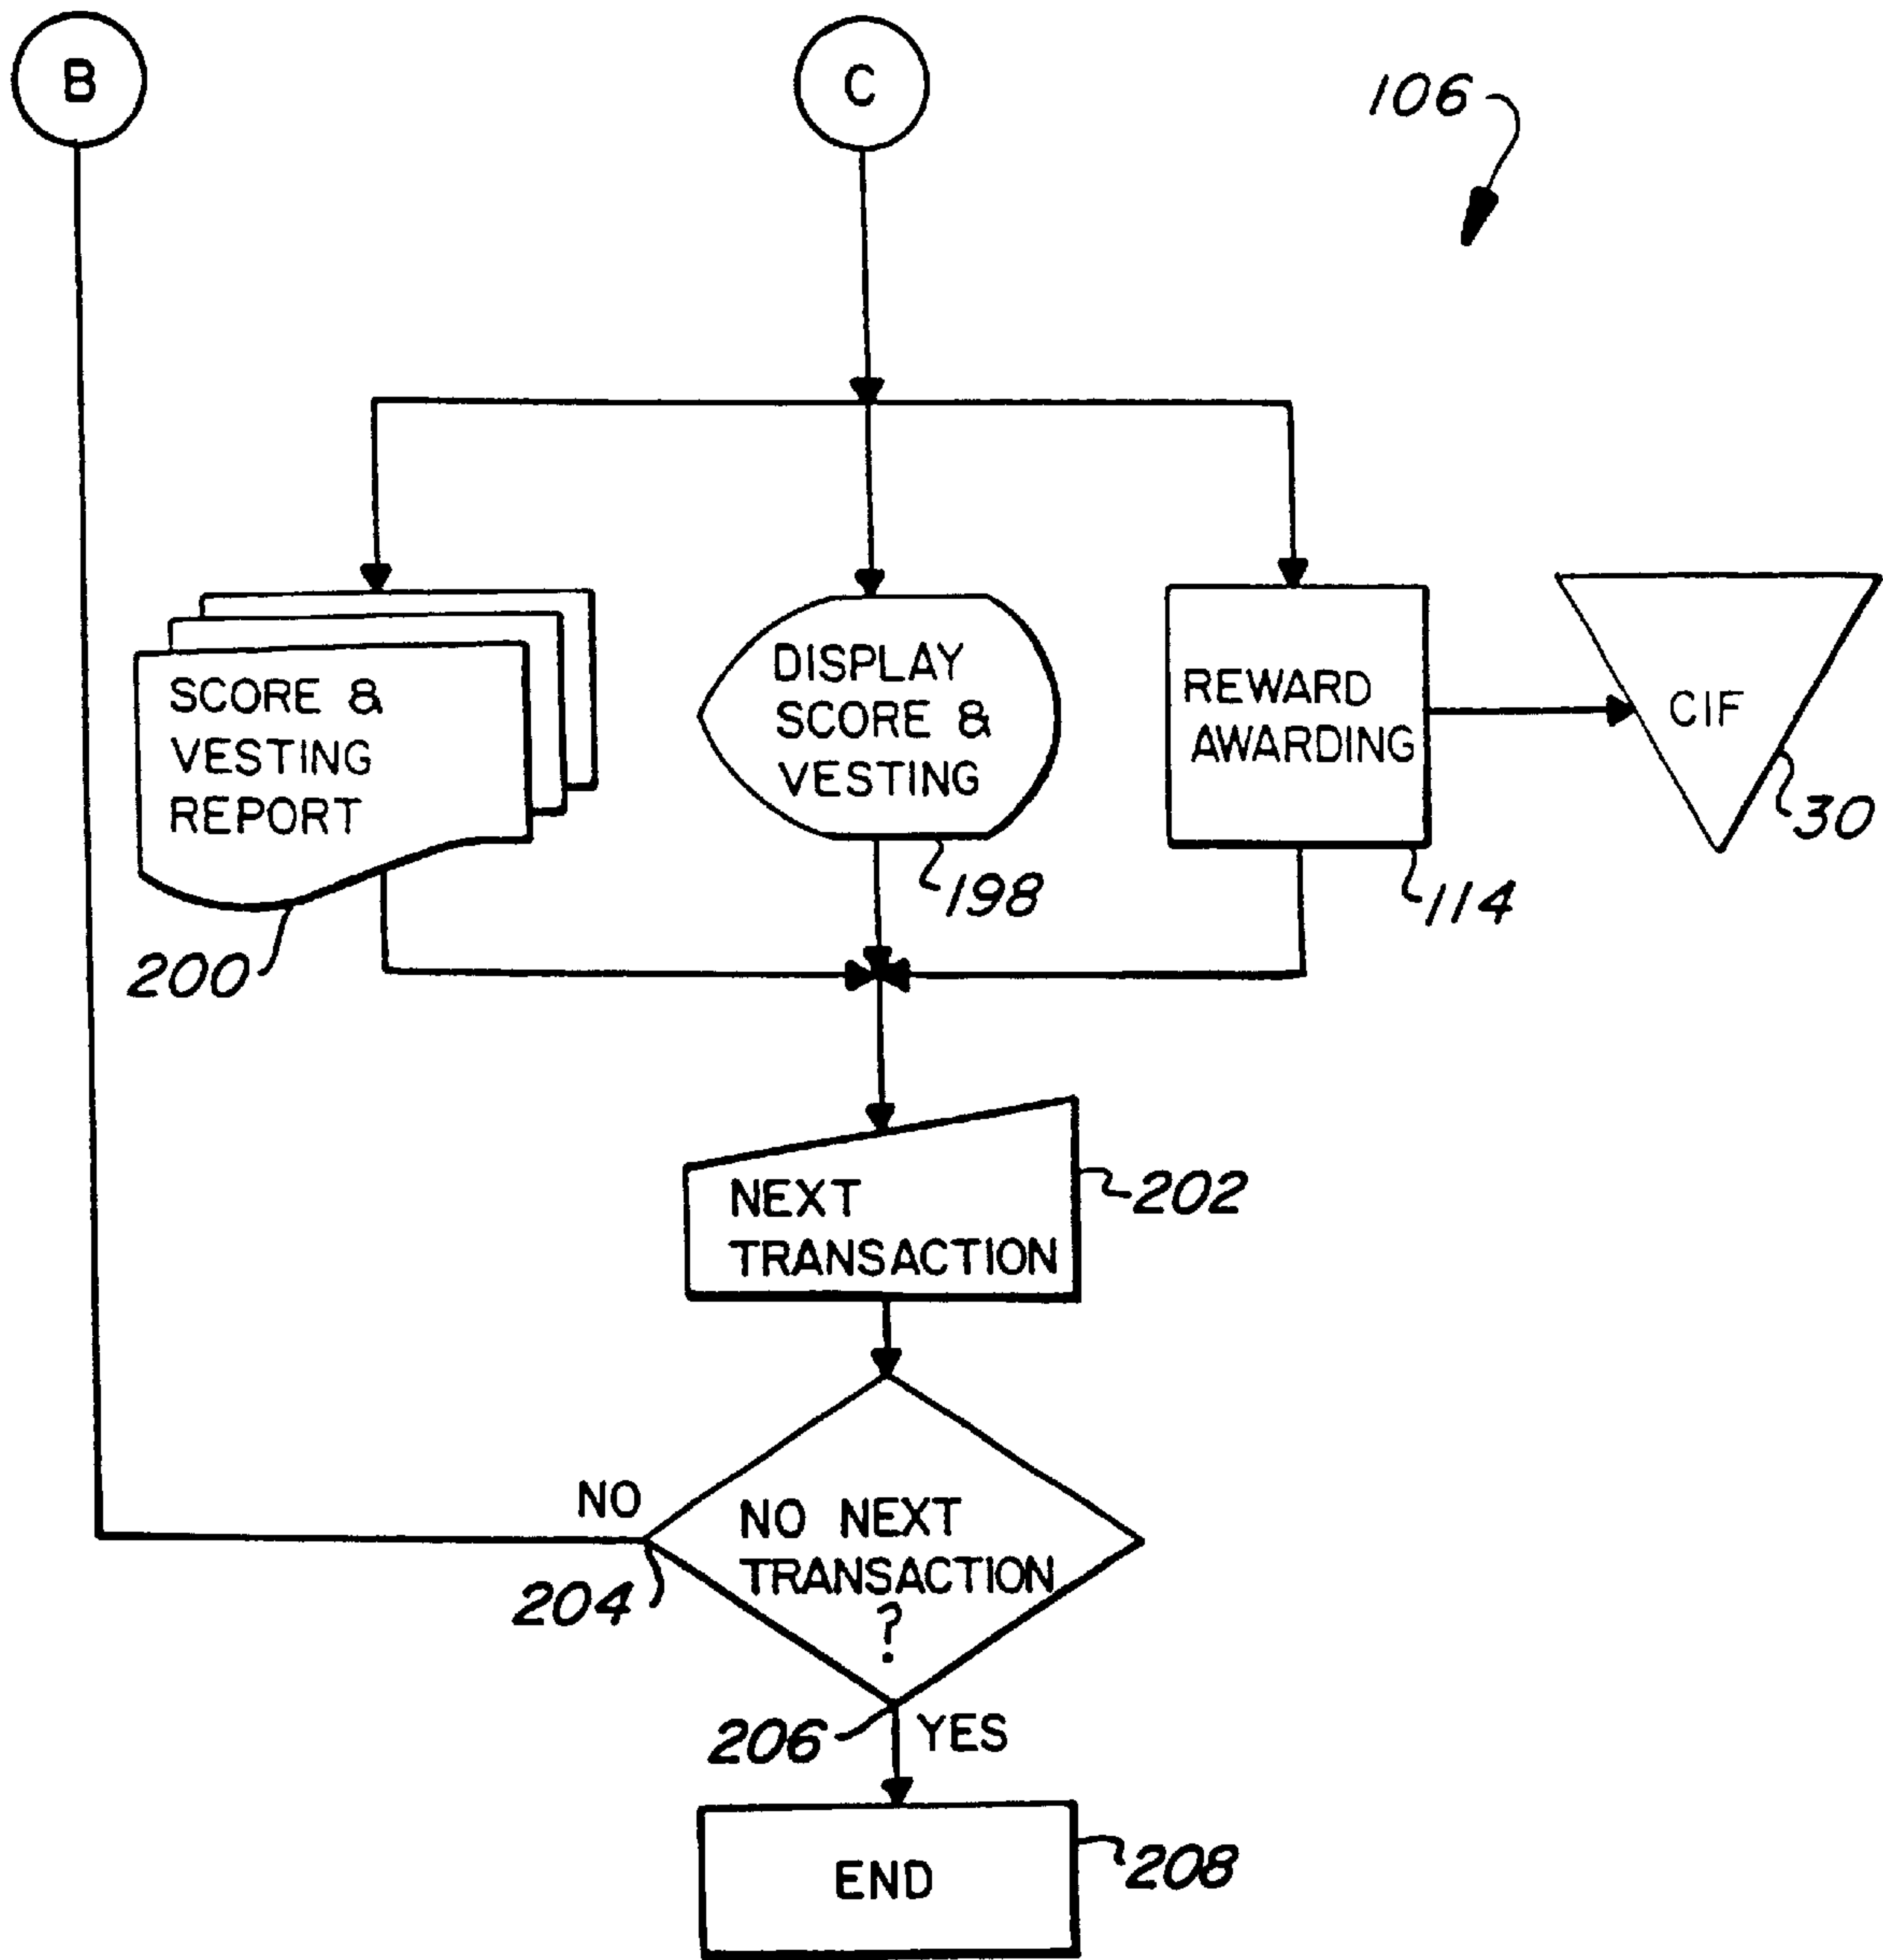 B
C
106
SCORE &
VESTING
REPORT
200
DISPLAY
SCORE &
VESTING
198
REWARD
AWARDING
114
CIF
30
NEXT
TRANSACTION
202
NO
NO NEXT
TRANSACTION
?
204
206
YES
END
208